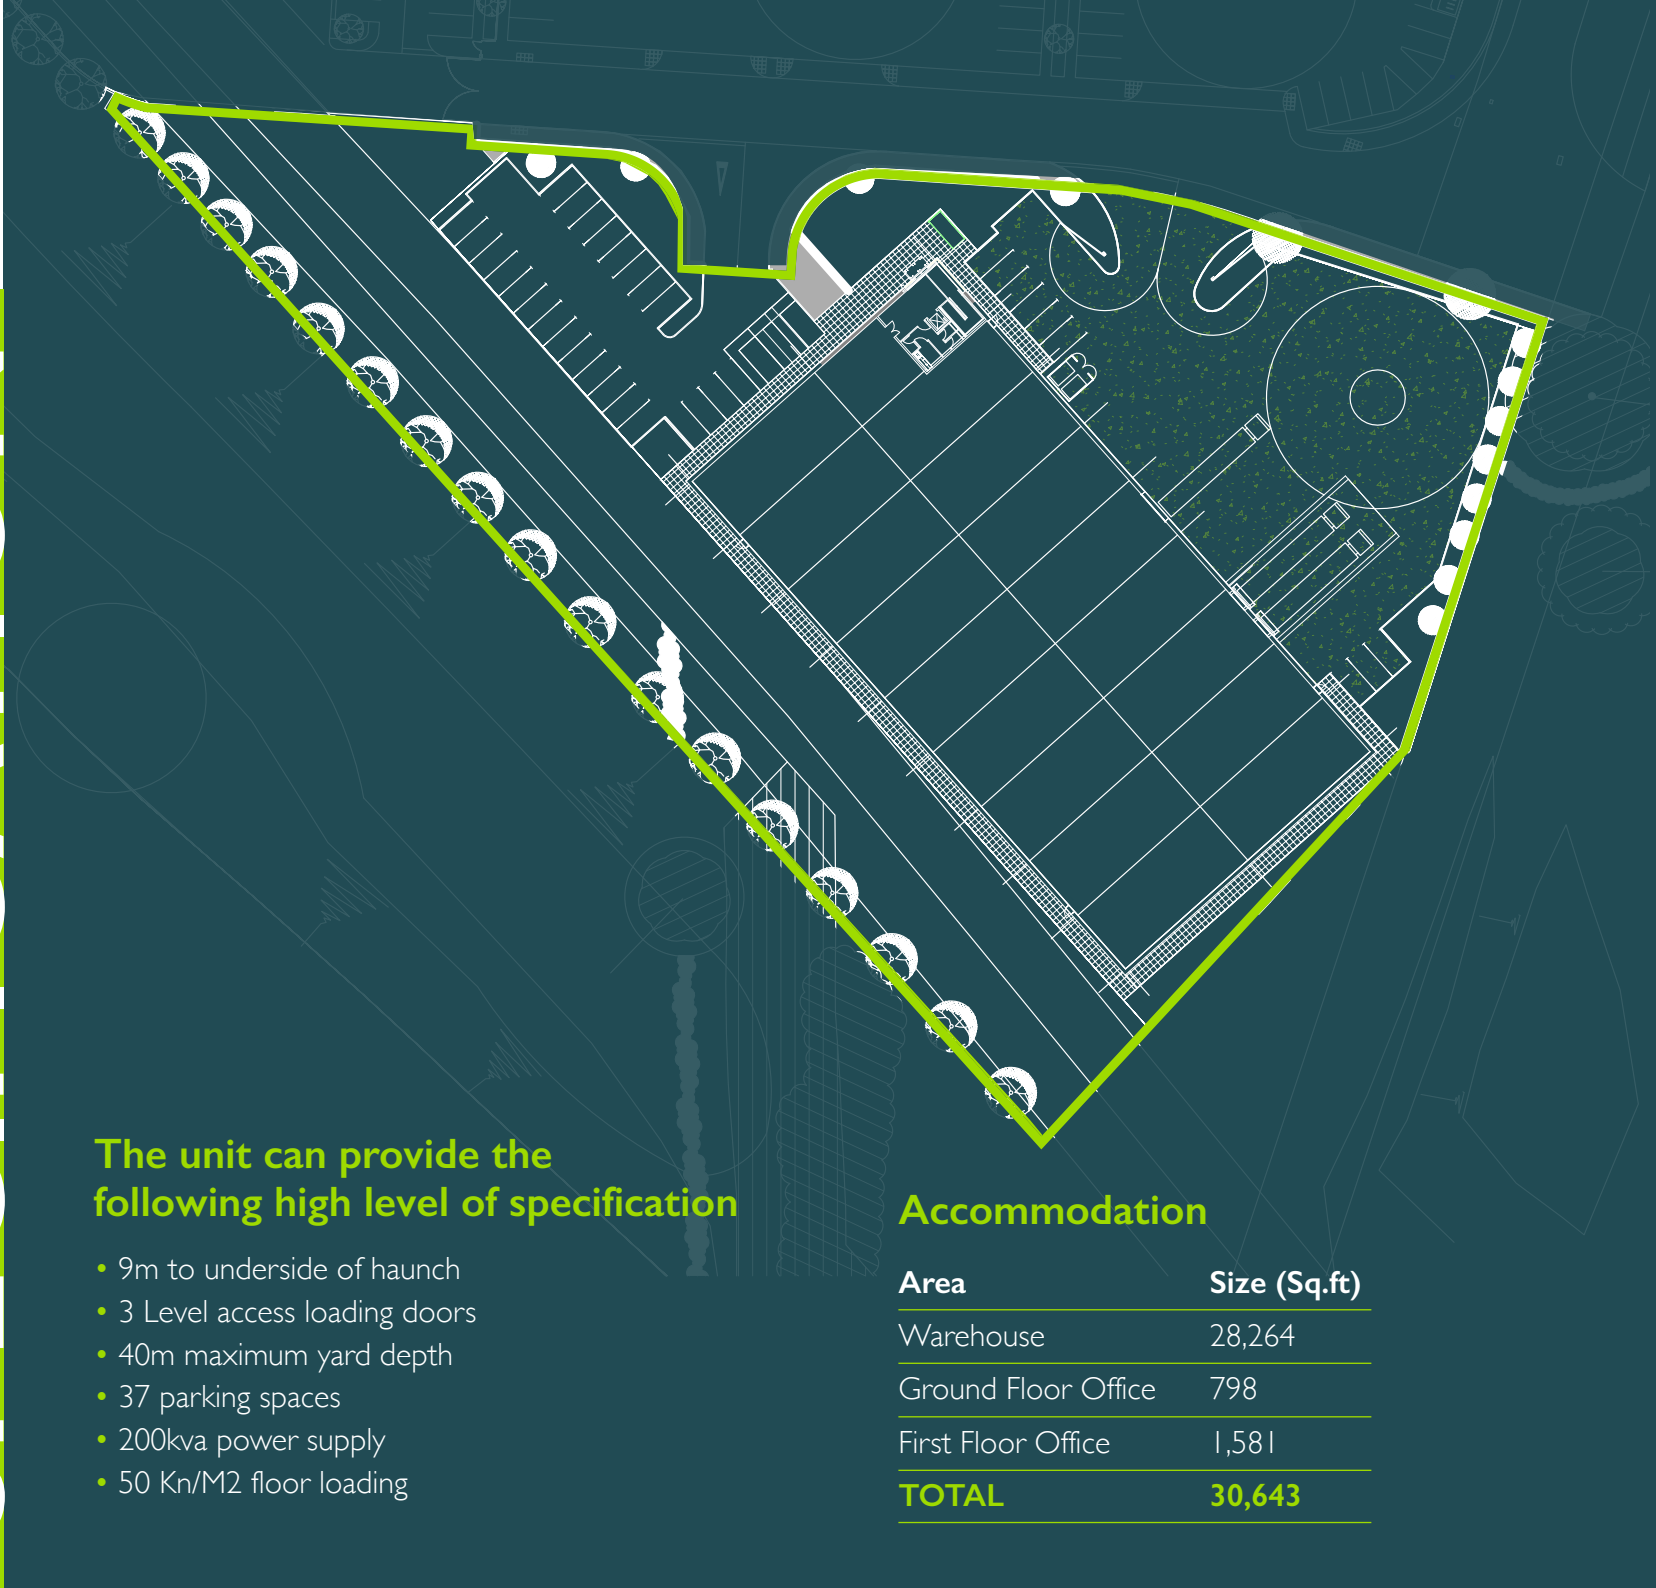 The unit can provide the
following high level of specification
• 9m to underside of haunch
• 3 Level access loading doors
• 40m maximum yard depth
• 37 parking spaces
• 200kva power supply
• 50 Kn/M2 floor loading
Accommodation
Area Size (Sq.ft)
Warehouse 28,264
Ground Floor Office 798
First Floor Office 1,581
TOTAL 30,643